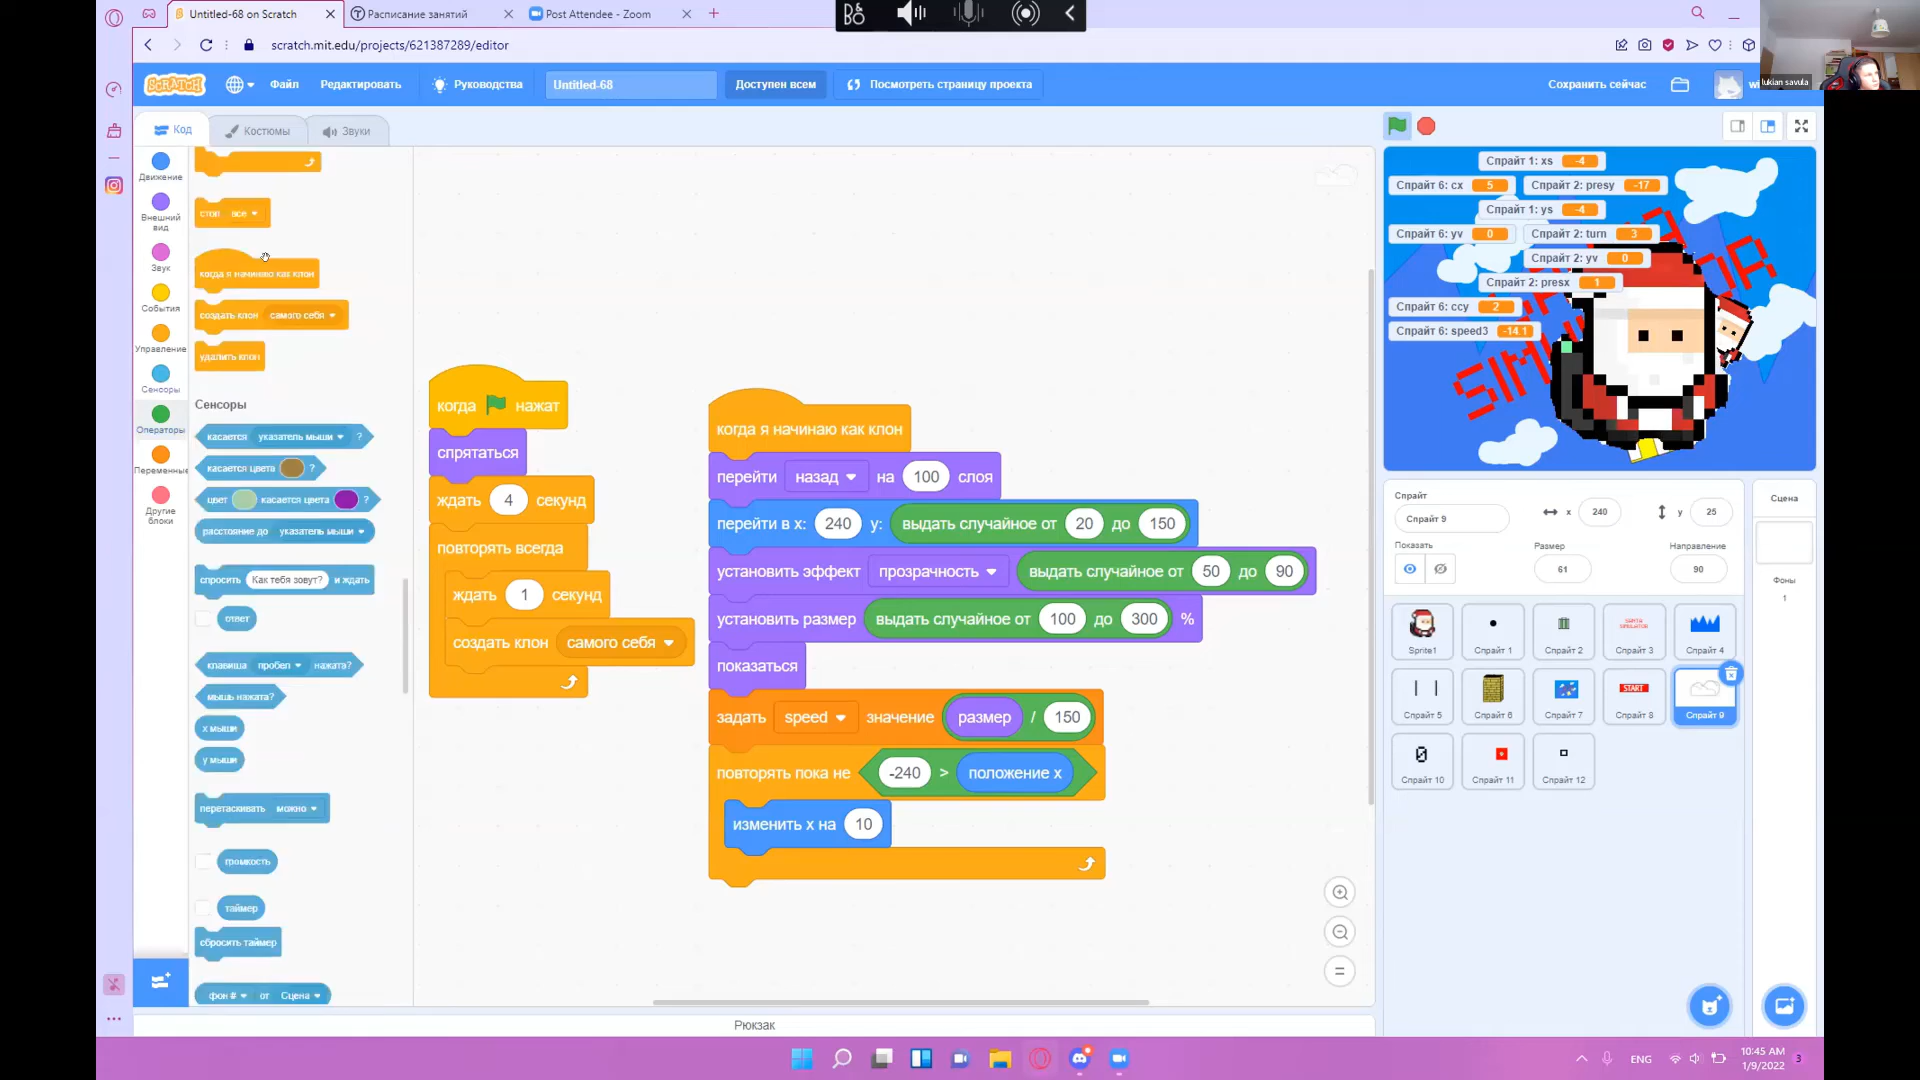 Untitled-68 on Scratch
Расписание занятий
Post Attendee - Zoom
scratch.mit.edu/projects/621387289/editor
lukian savula
SCRATCH
Файл
Редактировать
Руководства
Untitled-68
Доступен всем
Посмотреть страницу проекта
Сохранить сейчас
wi
Код
Костюмы
Звуки
Движение
Внешний вид
Звук
События
Управление
Сенсоры
Операторы
Переменные
Другие блоки
стоп все
когда я начинаю как клон
создать клон самого себя
удалить клон
Сенсоры
касается указатель мыши ?
касается цвета ?
цвет касается цвета ?
расстояние до указатель мыши
спросить Как тебя зовут? и ждать
ответ
клавиша пробел нажата?
мышь нажата?
x мыши
y мыши
перетаскивать можно
громкость
таймер
сбросить таймер
фон # от Сцена
когда нажат
спрятаться
ждать 4 секунд
повторять всегда
ждать 1 секунд
создать клон самого себя
когда я начинаю как клон
перейти назад на 100 слоя
перейти в x: 240 y: выдать случайное от 20 до 150
установить эффект прозрачность выдать случайное от 50 до 90
установить размер выдать случайное от 100 до 300 %
показаться
задать speed значение размер / 150
повторять пока не -240 > положение x
изменить x на 10
Рюкзак
Спрайт 1: xs -4
Спрайт 6: cx 5
Спрайт 2: presy -17
Спрайт 1: ys -4
Спрайт 6: yv 0
Спрайт 2: turn 3
Спрайт 2: yv 0
Спрайт 2: presx 1
Спрайт 6: ccy 2
Спрайт 6: speed3 -14.1
Спрайт
Спрайт 9
x 240
y 25
Показать
Размер
61
Направление
90
Сцена
Фоны
1
Sprite1
Спрайт 1
Спрайт 2
SANTA SIMULATOR
Спрайт 3
Спрайт 4
Спрайт 5
Спрайт 6
Спрайт 7
START
Спрайт 8
Спрайт 9
0
Спрайт 10
Спрайт 11
Спрайт 12
ENG
10:45 AM
1/9/2022
3